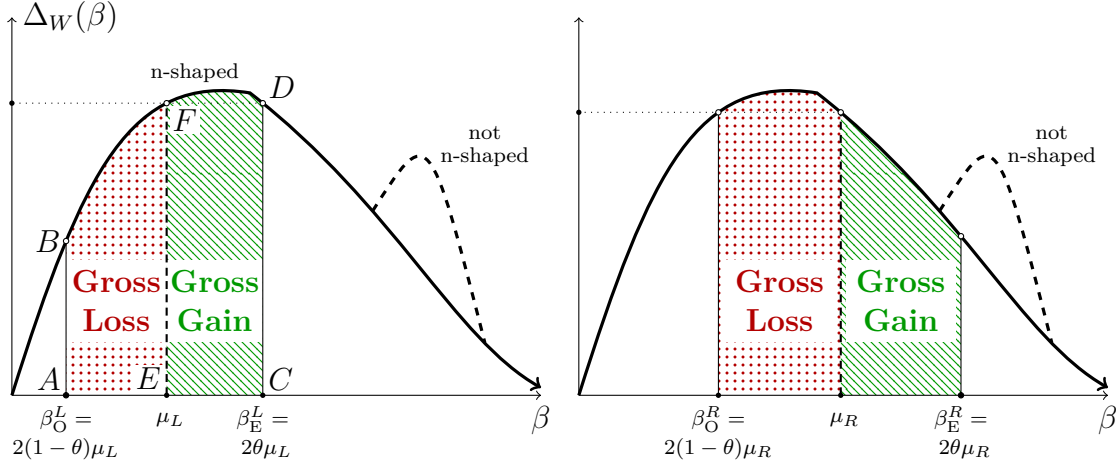 Δ_W(β)
n-shaped
D
F
B
not
n-shaped
Gross
Loss
Gross
Gain
A
E
C
β_O^L =
2(1 − θ)μ_L
μ_L
β_E^L =
2θμ_L
β
not
n-shaped
Gross
Loss
Gross
Gain
β_O^R =
2(1 − θ)μ_R
μ_R
β_E^R =
2θμ_R
β